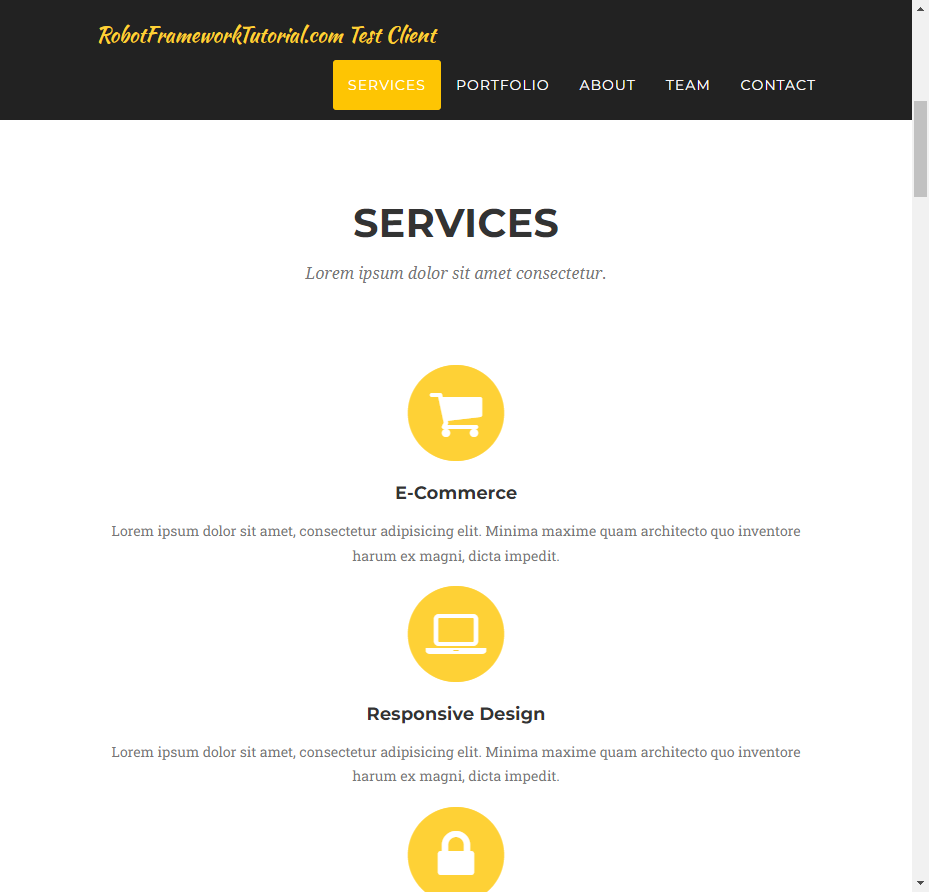 RobotFrameworkTutorial.com Test Client
SERVICES PORTFOLIO ABOUT TEAM CONTACT
SERVICES
Lorem ipsum dolor sit amet consectetur.
E-Commerce
Lorem ipsum dolor sit amet, consectetur adipisicing elit. Minima maxime quam architecto quo inventore
harum ex magni, dicta impedit.
Responsive Design
Lorem ipsum dolor sit amet, consectetur adipisicing elit. Minima maxime quam architecto quo inventore
harum ex magni, dicta impedit.